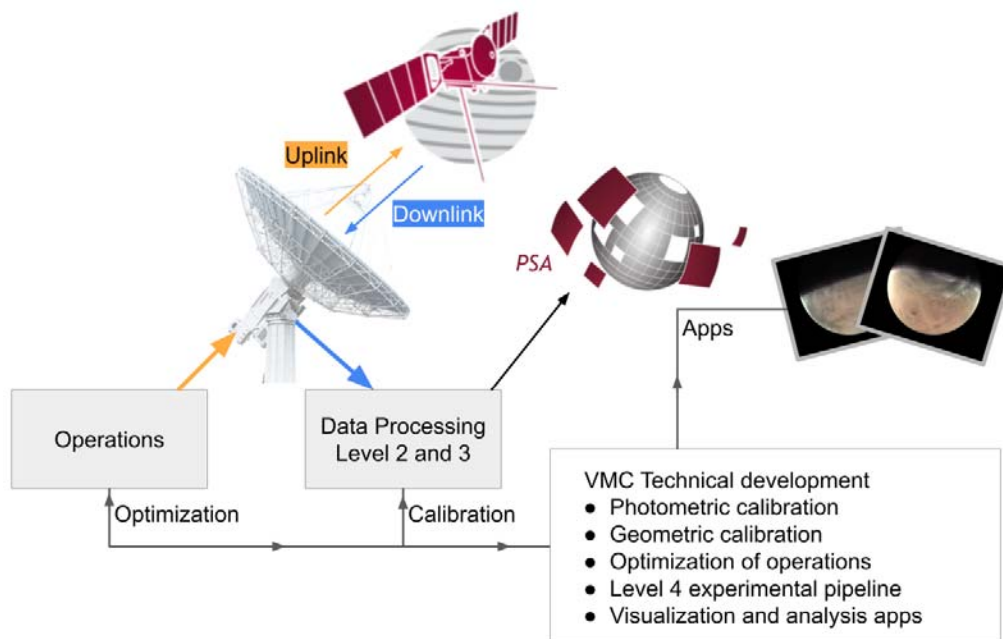 Uplink
Downlink
PSA
Apps
Operations
Data Processing
Level 2 and 3
Optimization
Calibration
VMC Technical development
● Photometric calibration
● Geometric calibration
● Optimization of operations
● Level 4 experimental pipeline
● Visualization and analysis apps